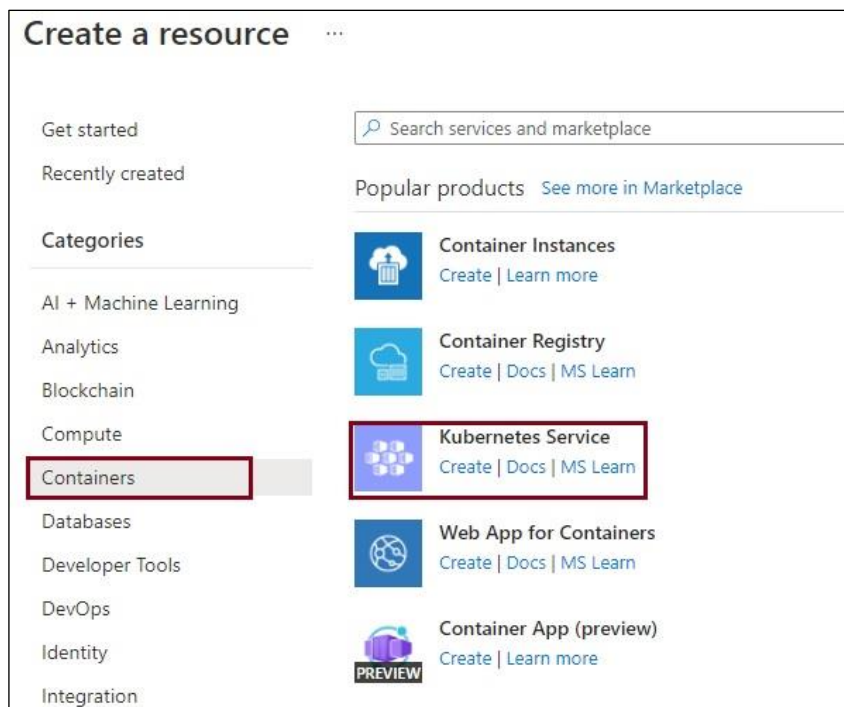 Create a resource ...
Get started
Recently created
Categories
AI + Machine Learning
Analytics
Blockchain
Compute
Containers
Databases
Developer Tools
DevOps
Identity
Integration
Search services and marketplace
Popular products See more in Marketplace
Container Instances
Create | Learn more
Container Registry
Create | Docs | MS Learn
Kubernetes Service
Create | Docs | MS Learn
Web App for Containers
Create | Docs | MS Learn
Container App (preview)
Create | Learn more
PREVIEW